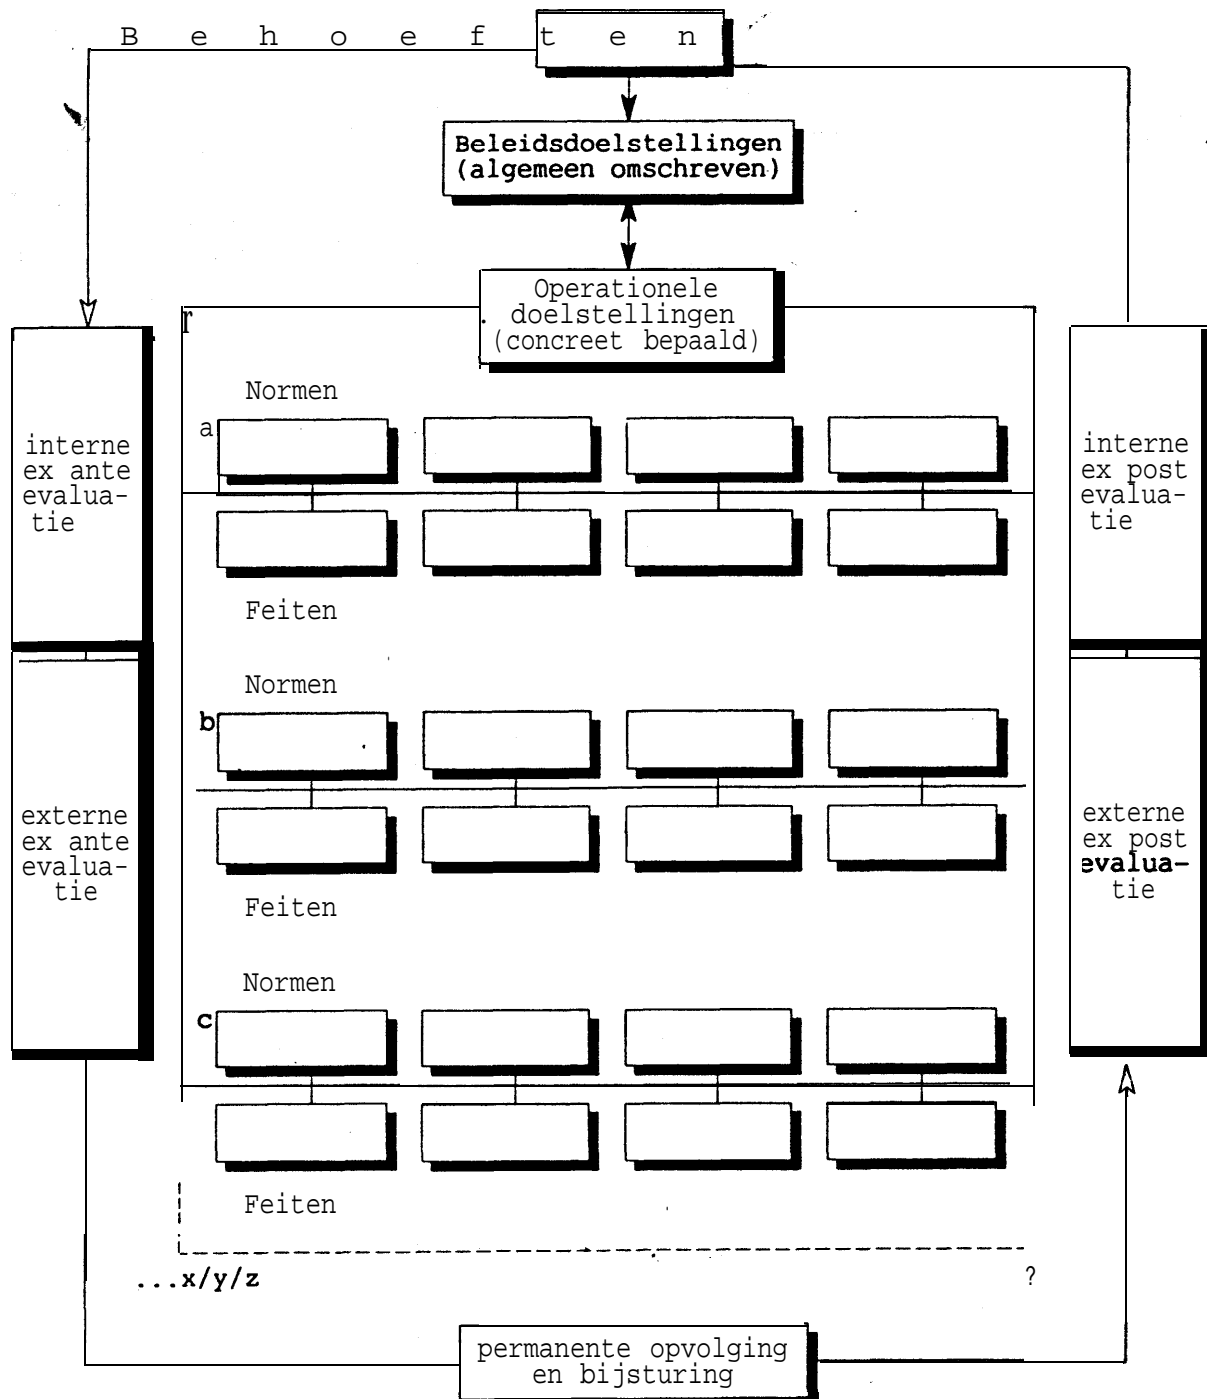 B e h o e f t e n
Beleidsdoelstellingen
(algemeen omschreven)
Operationele
doelstellingen
(concreet bepaald)
interne
ex ante
evalua-
tie
externe
ex ante
evalua-
tie
Normen
a
Feiten
Normen
b
Feiten
Normen
c
Feiten
...x/y/z
?
interne
ex post
evalua-
tie
externe
ex post
evalua-
tie
permanente opvolging
en bijsturing